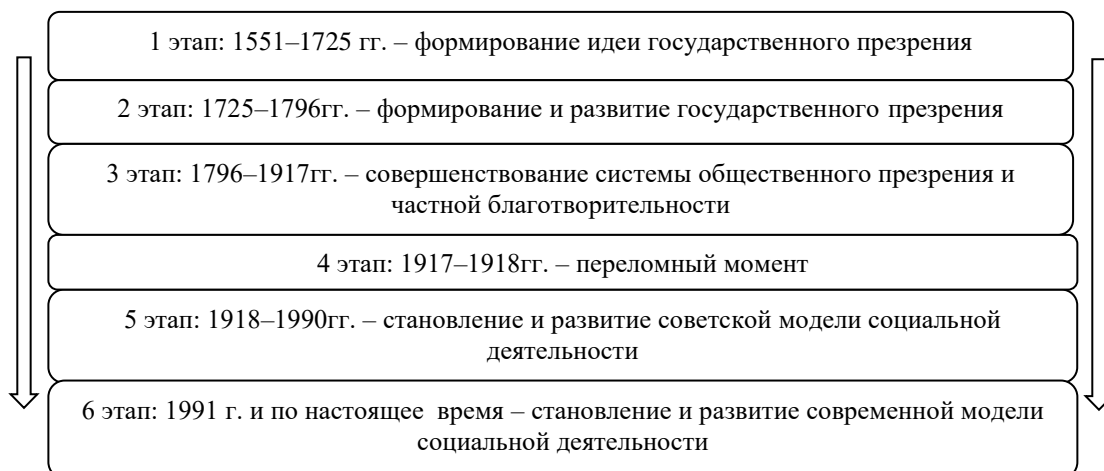 1 этап: 1551–1725 гг. – формирование идеи государственного презрения
2 этап: 1725–1796гг. – формирование и развитие государственного презрения
3 этап: 1796–1917гг. – совершенствование системы общественного презрения и
частной благотворительности
4 этап: 1917–1918гг. – переломный момент
5 этап: 1918–1990гг. – становление и развитие советской модели социальной
деятельности
6 этап: 1991 г. и по настоящее время – становление и развитие современной модели
социальной деятельности